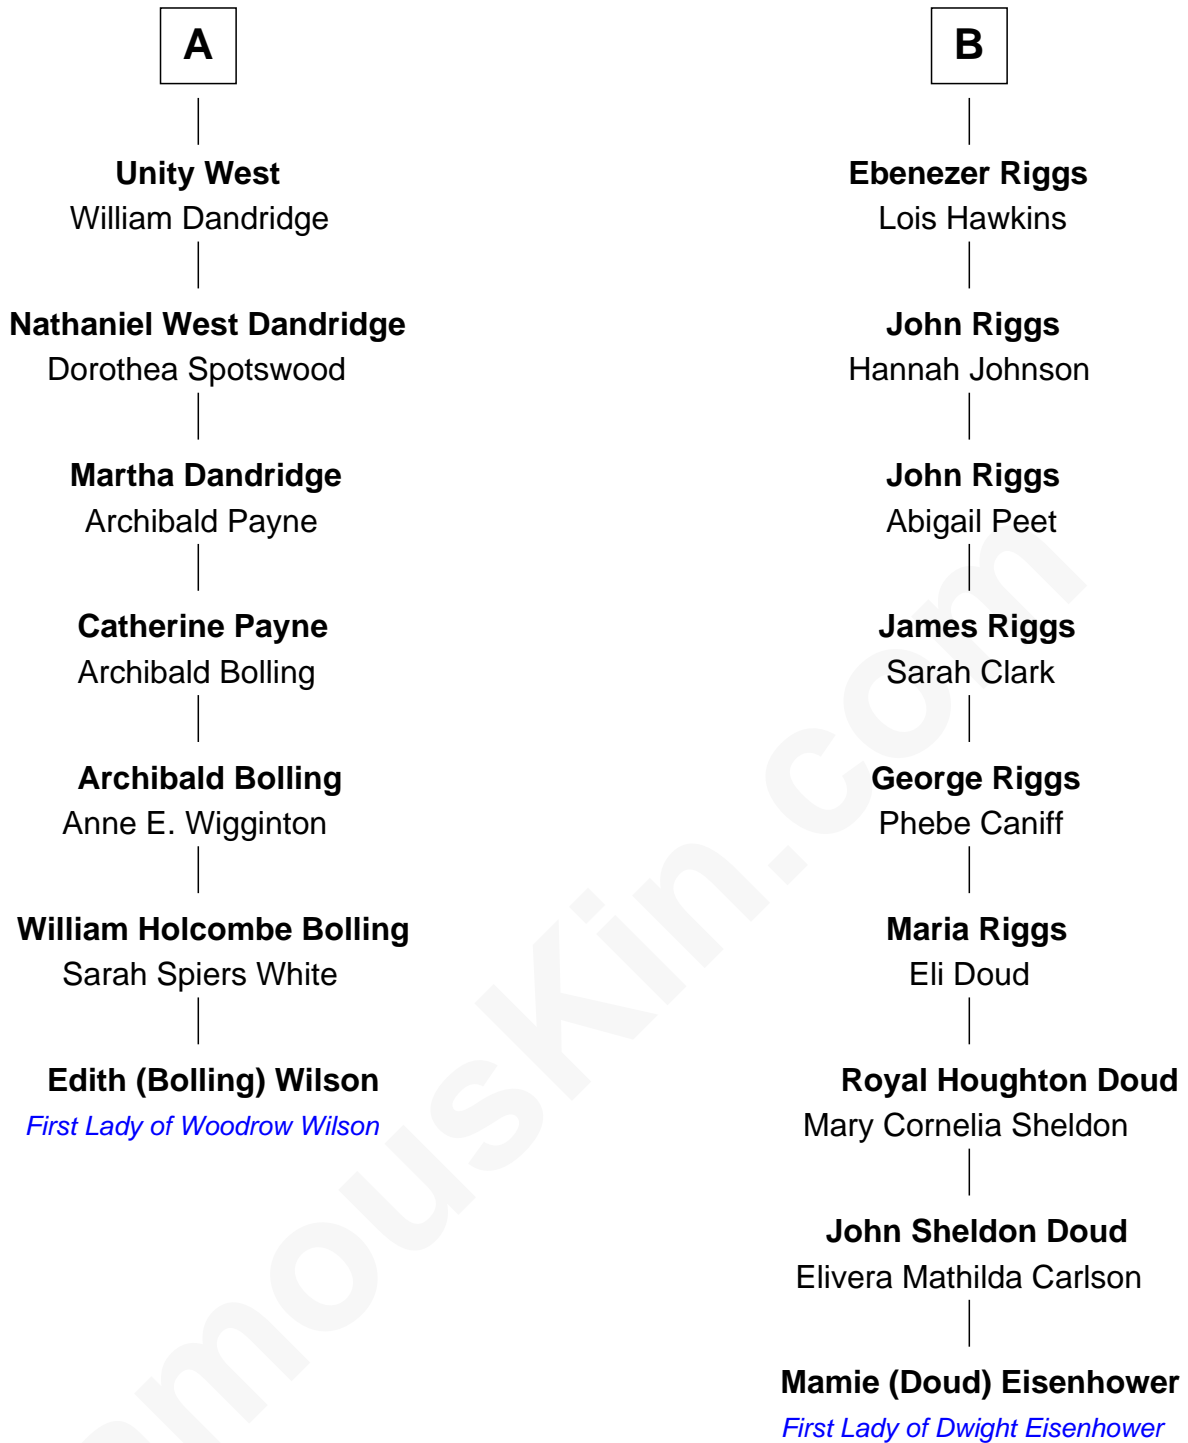 A
Unity West
William Dandridge
Nathaniel West Dandridge
Dorothea Spotswood
Martha Dandridge
Archibald Payne
Catherine Payne
Archibald Bolling
Archibald Bolling
Anne E. Wigginton
William Holcombe Bolling
Sarah Spiers White
Edith (Bolling) Wilson
First Lady of Woodrow Wilson
B
Ebenezer Riggs
Lois Hawkins
John Riggs
Hannah Johnson
John Riggs
Abigail Peet
James Riggs
Sarah Clark
George Riggs
Phebe Caniff
Maria Riggs
Eli Doud
Royal Houghton Doud
Mary Cornelia Sheldon
John Sheldon Doud
Elivera Mathilda Carlson
Mamie (Doud) Eisenhower
First Lady of Dwight Eisenhower
amouskin.com